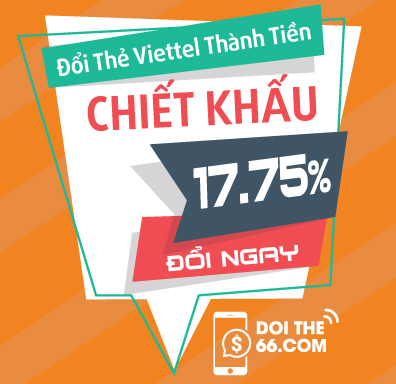 Đổi Thẻ Viettel Thành Tiền
CHIẾT KHẤU
17.75%
ĐỔI NGAY
$
DOI THE
66.COM